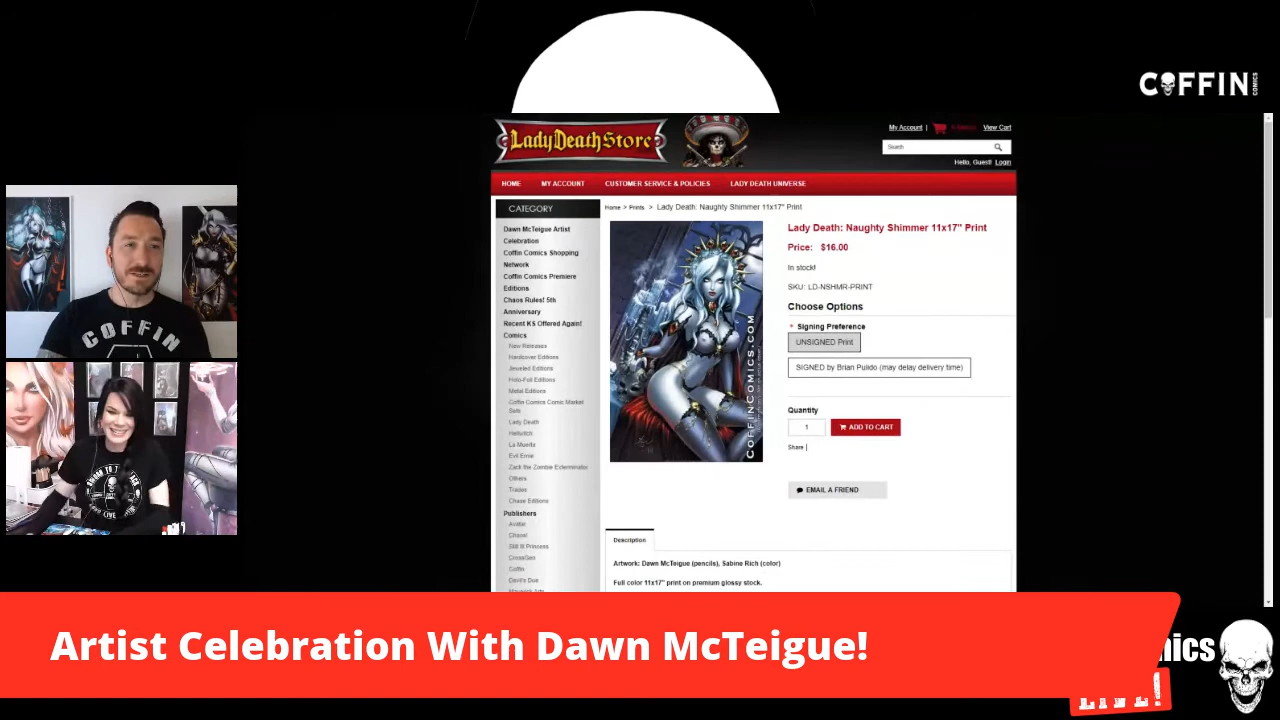 COFFIN COMICS
LadyDeathStore
My Account | View Cart
Search
Hello, Guest! Login
HOME MY ACCOUNT CUSTOMER SERVICE & POLICIES LADY DEATH UNIVERSE
CATEGORY
Home > Prints > Lady Death: Naughty Shimmer 11x17" Print
Dawn McTeigue Artist
Celebration
Coffin Comics Shopping
Network
Coffin Comics Premiere
Editions
Chaos Rules! 5th
Anniversary
Recent KS Offered Again!
Comics
New Releases
Hardcover Editions
Jeweled Editions
Holo-Foil Editions
Metal Editions
Coffin Comics Comic Market
Sets
Lady Death
Hellwitch
La Muerta
Evil Ernie
Zack the Zombie Exterminator
Others
Trades
Chase Editions
Publishers
Avatar
Chaos!
CrossGen
Coffin
Devil's Due
COFFINCOMICS.COM
Lady Death: Naughty Shimmer 11x17" Print
Price: $16.00
In stock!
SKU: LD-NSHMR-PRINT
Choose Options
* Signing Preference
UNSIGNED Print
SIGNED by Brian Pulido (may delay delivery time)
Quantity
1 ADD TO CART
Share |
EMAIL A FRIEND
Description
Artwork: Dawn McTeigue (pencils), Sabine Rich (color)
Full color 11x17" print on premium glossy stock.
COFFIN
Artist Celebration With Dawn McTeigue!
mics
LIVE!